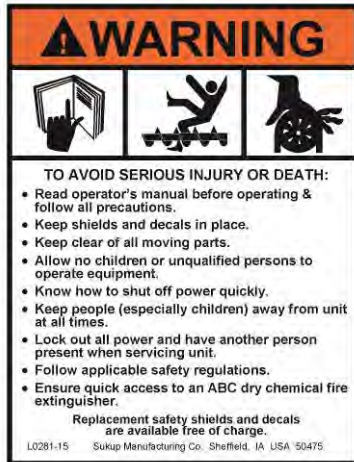 WARNING
TO AVOID SERIOUS INJURY OR DEATH:
• Read operator's manual before operating &
follow all precautions.
• Keep shields and decals in place.
• Keep clear of all moving parts.
• Allow no children or unqualified persons to
operate equipment.
• Know how to shut off power quickly.
• Keep people (especially children) away from unit
at all times.
• Lock out all power and have another person
present when servicing unit.
• Follow applicable safety regulations.
• Ensure quick access to an ABC dry chemical fire
extinguisher.
Replacement safety shields and decals
are available free of charge.
L0281-15 Sukup Manufacturing Co. Sheffield, IA USA 50475